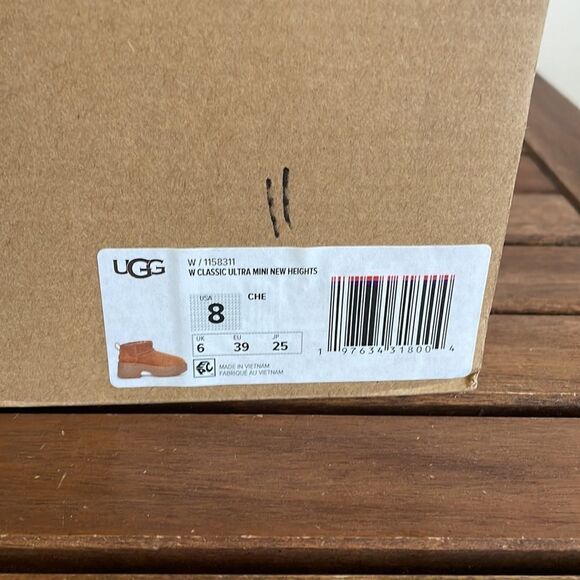 11
UGG
W / 1158311
W CLASSIC ULTRA MINI NEW HEIGHTS
USA
8
CHE
UK EU JP
6 39 25
MADE IN VIETNAM
FABRIQUÉ AU VIETNAM
1 97634 31800 4